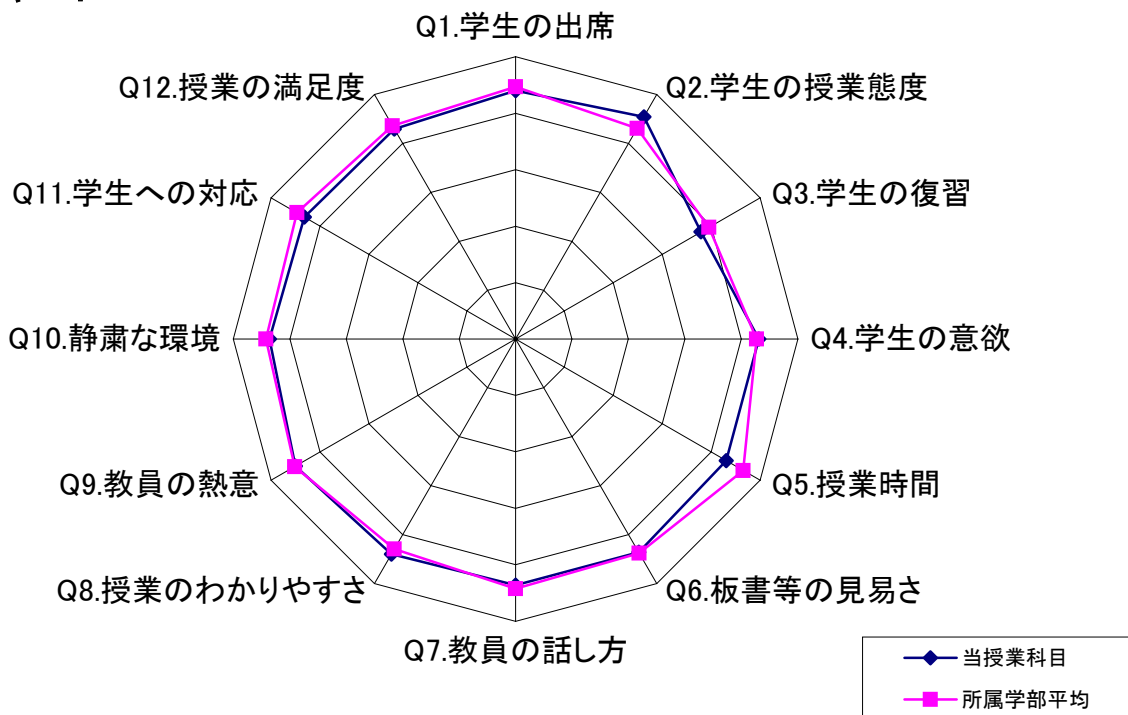 Q1.学生の出席
Q2.学生の授業態度
Q3.学生の復習
Q4.学生の意欲
Q5.授業時間
Q6.板書等の見易さ
Q7.教員の話し方
Q8.授業のわかりやすさ
Q9.教員の熱意
Q10.静粛な環境
Q11.学生への対応
Q12.授業の満足度
当授業科目
所属学部平均